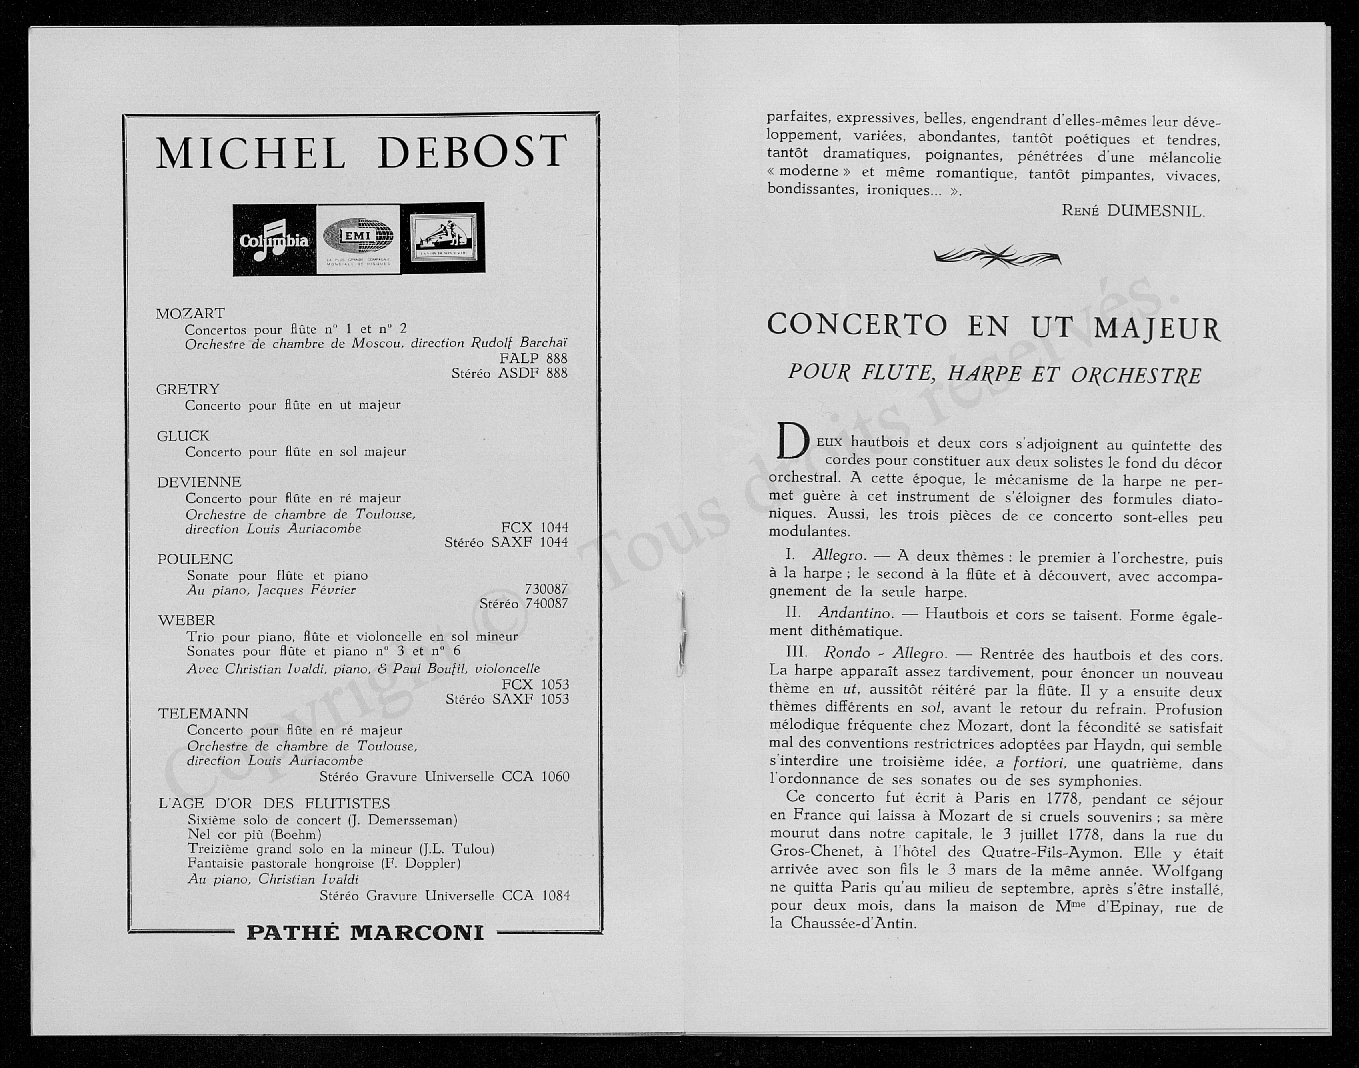 MICHEL DEBOST
Columbia
EMI
LA PLUS GRANDE COMPAGNIE
MONDIALE DE DISQUES
MOZART
Concertos pour flûte n° 1 et n° 2
Orchestre de chambre de Moscou, direction Rudolf Barchaï
FALP 888
Stéréo ASDF 888
GRETRY
Concerto pour flûte en ut majeur
GLUCK
Concerto pour flûte en sol majeur
DEVIENNE
Concerto pour flûte en ré majeur
Orchestre de chambre de Toulouse,
direction Louis Auriacombe FCX 1044
Stéréo SAXF 1044
POULENC
Sonate pour flûte et piano
Au piano, Jacques Février 730087
Stéréo 740087
WEBER
Trio pour piano, flûte et violoncelle en sol mineur
Sonates pour flûte et piano n° 3 et n° 6
Avec Christian Ivaldi, piano, & Paul Boufil, violoncelle
FCX 1053
Stéréo SAXF 1053
TELEMANN
Concerto pour flûte en ré majeur
Orchestre de chambre de Toulouse,
direction Louis Auriacombe
Stéréo Gravure Universelle CCA 1060
L'AGE D'OR DES FLUTISTES
Sixième solo de concert (J. Demersseman)
Nel cor più (Boehm)
Treizième grand solo en la mineur (J.L. Tulou)
Fantaisie pastorale hongroise (F. Doppler)
Au piano, Christian Ivaldi
Stéréo Gravure Universelle CCA 1084
PATHÉ MARCONI
parfaites, expressives, belles, engendrant d'elles-mêmes leur déve-
loppement, variées, abondantes, tantôt poétiques et tendres,
tantôt dramatiques, poignantes, pénétrées d'une mélancolie
« moderne » et même romantique, tantôt pimpantes, vivaces,
bondissantes, ironiques... ».
RENÉ DUMESNIL.
CONCERTO EN UT MAJEUR
POUR FLUTE, HARPE ET ORCHESTRE
DEUX hautbois et deux cors s'adjoignent au quintette des
cordes pour constituer aux deux solistes le fond du décor
orchestral. A cette époque, le mécanisme de la harpe ne per-
met guère à cet instrument de s'éloigner des formules diato-
niques. Aussi, les trois pièces de ce concerto sont-elles peu
modulantes.
I. Allegro. — A deux thèmes : le premier à l'orchestre, puis
à la harpe ; le second à la flûte et à découvert, avec accompa-
gnement de la seule harpe.
II. Andantino. — Hautbois et cors se taisent. Forme égale-
ment dithématique.
III. Rondo - Allegro. — Rentrée des hautbois et des cors.
La harpe apparaît assez tardivement, pour énoncer un nouveau
thème en ut, aussitôt réitéré par la flûte. Il y a ensuite deux
thèmes différents en sol, avant le retour du refrain. Profusion
mélodique fréquente chez Mozart, dont la fécondité se satisfait
mal des conventions restrictrices adoptées par Haydn, qui semble
s'interdire une troisième idée, a fortiori, une quatrième, dans
l'ordonnance de ses sonates ou de ses symphonies.
Ce concerto fut écrit à Paris en 1778, pendant ce séjour
en France qui laissa à Mozart de si cruels souvenirs ; sa mère
mourut dans notre capitale, le 3 juillet 1778, dans la rue du
Gros-Chenet, à l'hôtel des Quatre-Fils-Aymon. Elle y était
arrivée avec son fils le 3 mars de la même année. Wolfgang
ne quitta Paris qu'au milieu de septembre, après s'être installé,
pour deux mois, dans la maison de Mme d'Epinay, rue de
la Chaussée-d'Antin.
Copyright © Tous droits réservés.